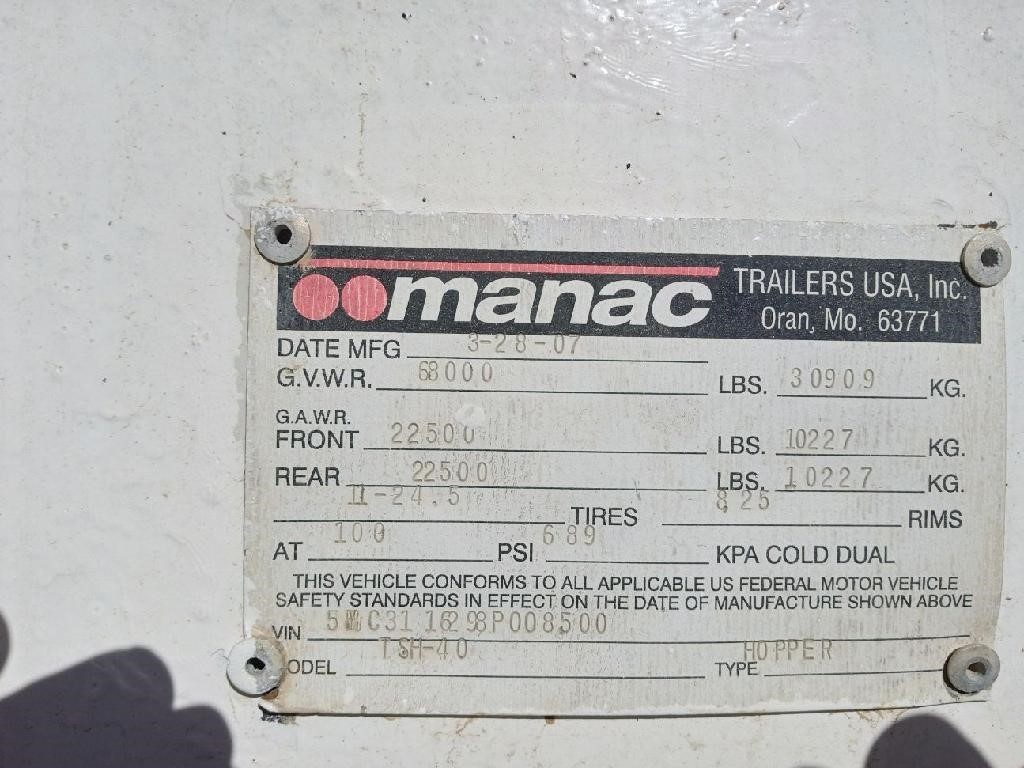 manac TRAILERS USA, Inc.
Oran, Mo. 63771
DATE MFG 3-28-07
G.V.W.R. 68000 LBS. 30909 KG.
G.A.W.R.
FRONT 22500 LBS. 10227 KG.
REAR 22500 LBS. 10227 KG.
11-24.5 TIRES 8,25 RIMS
AT 100 PSI 689 KPA COLD DUAL
THIS VEHICLE CONFORMS TO ALL APPLICABLE US FEDERAL MOTOR VEHICLE
SAFETY STANDARDS IN EFFECT ON THE DATE OF MANUFACTURE SHOWN ABOVE
VIN
ODEL TSH-40 TYPE HOPPER